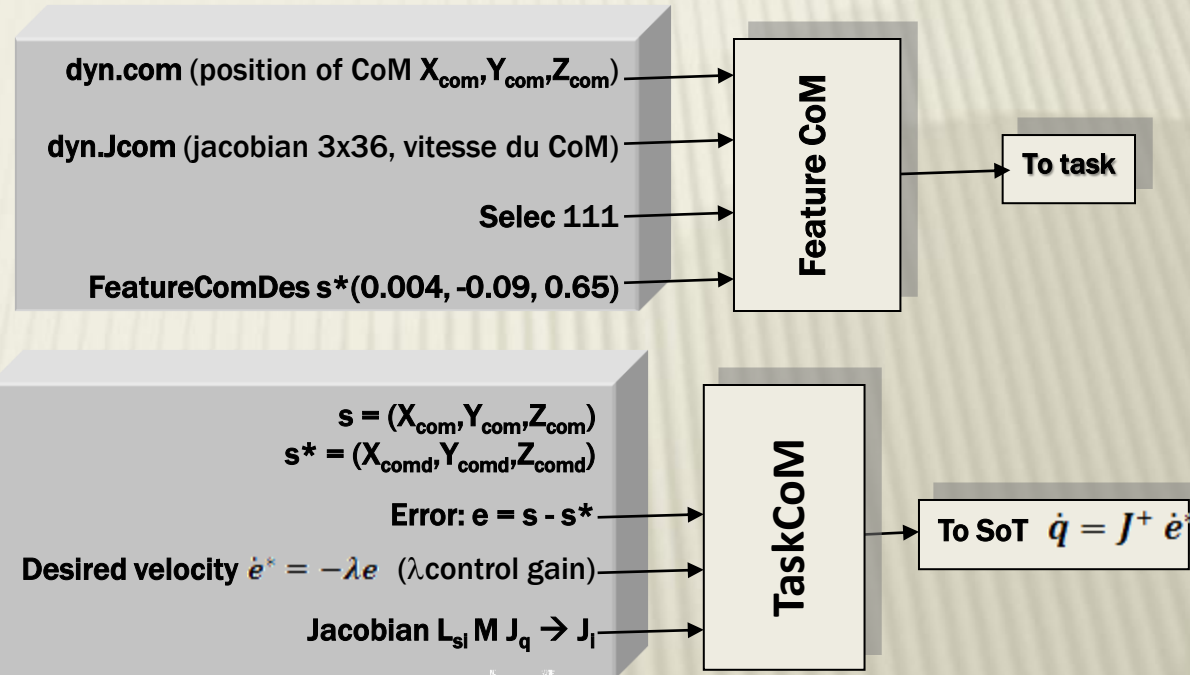 dyn.com (position of CoM Xcom,Ycom,Zcom)
dyn.Jcom (jacobian 3x36, vitesse du CoM)
Selec 111
FeatureComDes s*(0.004, -0.09, 0.65)
Feature CoM
To task
s = (Xcom,Ycom,Zcom)
s* = (Xcomd,Ycomd,Zcomd)
Error: e = s - s*
Desired velocity ė* = −λe (λcontrol gain)
Jacobian Lsi M Jq → Ji
TaskCoM
To SoT q̇ = J⁺ ė*